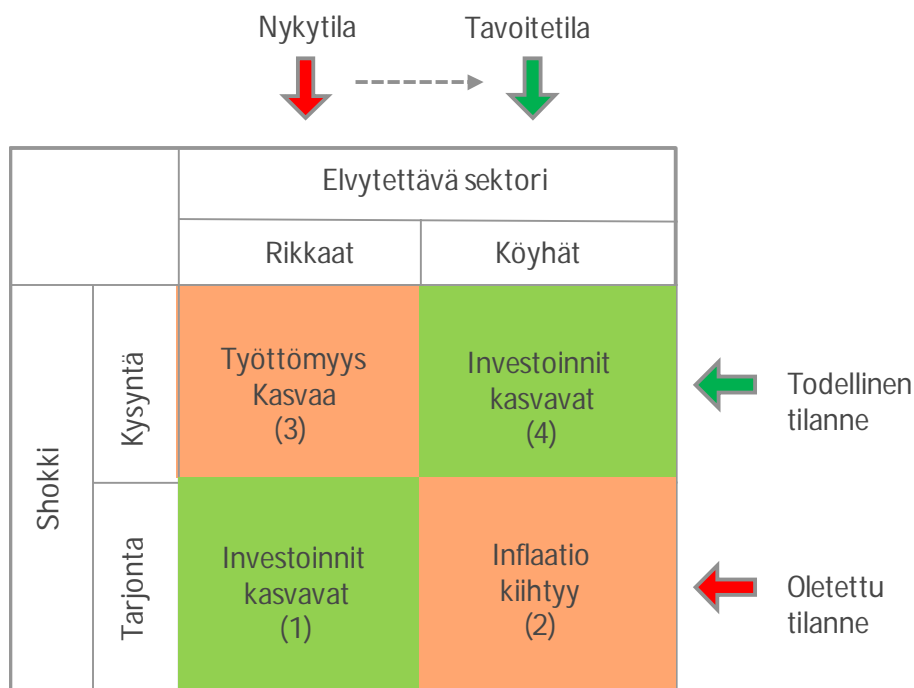 Nykytila
Tavoitetila
Elvytettävä sektori
Rikkaat
Köyhät
Shokki
Kysyntä
Työttömyys
Kasvaa
(3)
Investoinnit
kasvavat
(4)
Todellinen
tilanne
Tarjonta
Investoinnit
kasvavat
(1)
Inflaatio
kiihtyy
(2)
Oletettu
tilanne